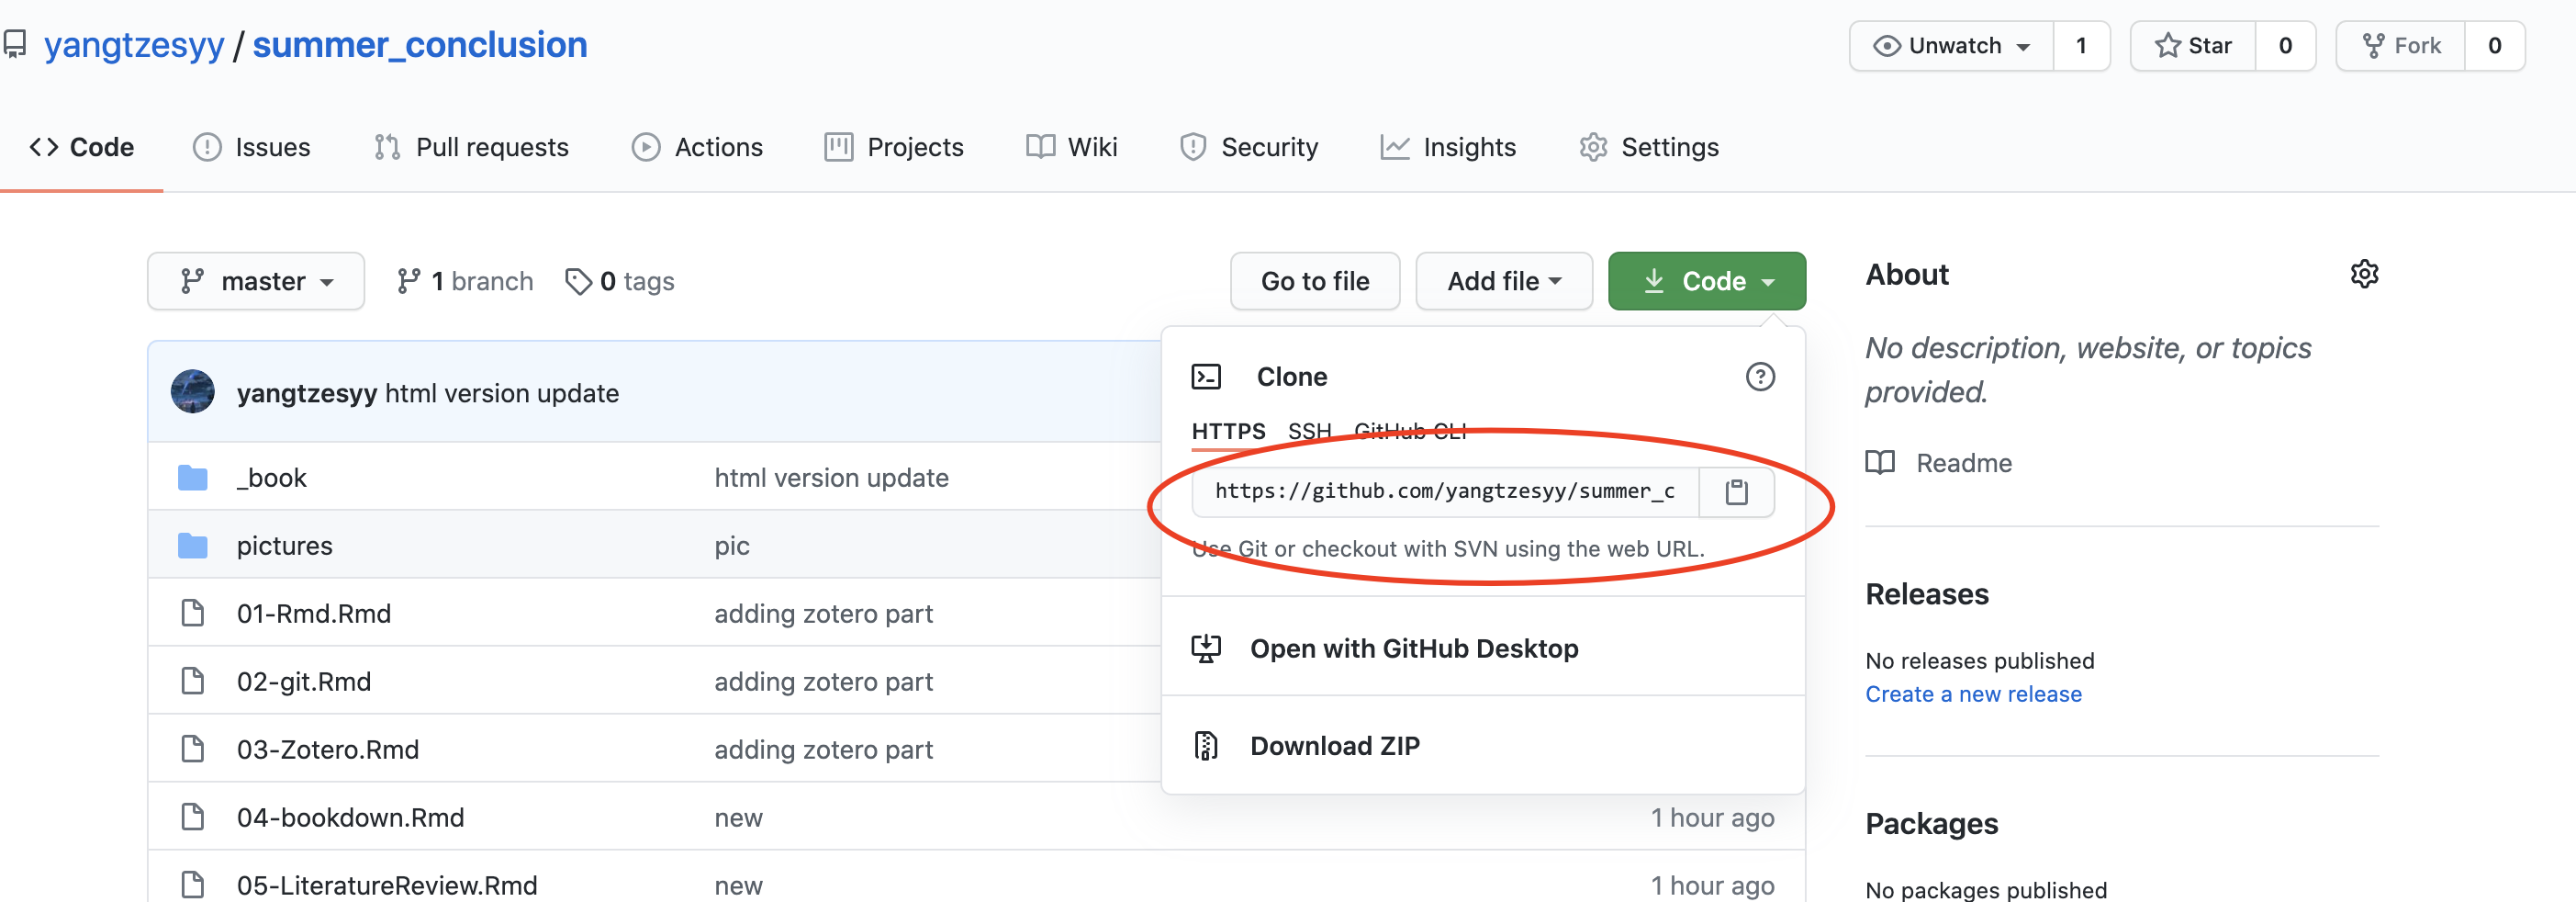 yangtzesyy / summer_conclusion
Unwatch 1 Star 0 Fork 0
Code Issues Pull requests Actions Projects Wiki Security Insights Settings
master 1 branch 0 tags
Go to file Add file Code
yangtzesyy html version update
_book html version update
pictures pic
01-Rmd.Rmd adding zotero part
02-git.Rmd adding zotero part
03-Zotero.Rmd adding zotero part
04-bookdown.Rmd new 1 hour ago
05-LiteratureReview.Rmd new 1 hour ago
Clone
HTTPS SSH GitHub CLI
https://github.com/yangtzesyy/summer_c
Use Git or checkout with SVN using the web URL.
Open with GitHub Desktop
Download ZIP
About
No description, website, or topics
provided.
Readme
Releases
No releases published
Create a new release
Packages
No packages published